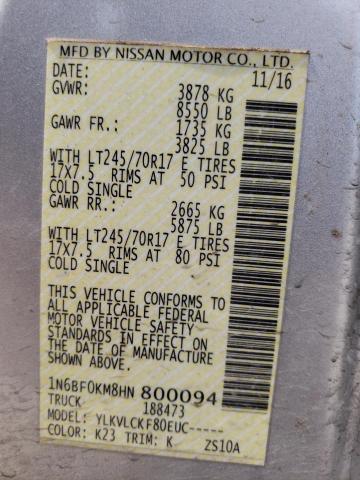 MFD BY NISSAN MOTOR CO., LTD.
DATE: 11/16
GVWR: 3878 KG
8550 LB
GAWR FR.: 1735 KG
3825 LB
WITH LT245/70R17 E TIRES
17X7.5 RIMS AT 50 PSI
COLD SINGLE
GAWR RR.: 2665 KG
5875 LB
WITH LT245/70R17 E TIRES
17X7.5 RIMS AT 80 PSI
COLD SINGLE
THIS VEHICLE CONFORMS TO
ALL APPLICABLE FEDERAL
MOTOR VEHICLE SAFETY
STANDARDS IN EFFECT ON
THE DATE OF MANUFACTURE
SHOWN ABOVE.
1N6BF0KM8HN 800094
TRUCK 188473
MODEL: YLKVLCKF80EUC-----
COLOR: K23 TRIM: K ZS10A